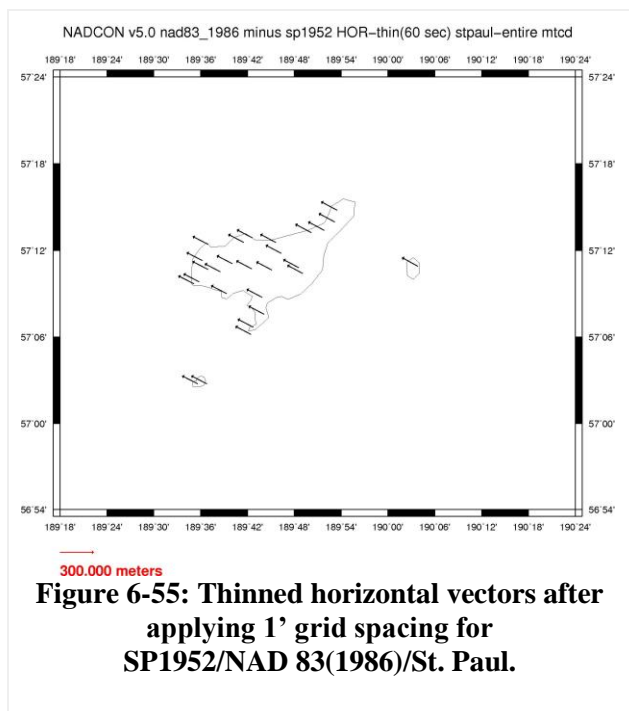 NADCON v5.0 nad83_1986 minus sp1952 HOR−thin(60 sec) stpaul−entire mtcd
189˚18' 189˚24' 189˚30' 189˚36' 189˚42' 189˚48' 189˚54' 190˚00' 190˚06' 190˚12' 190˚18' 190˚24'
57˚24' 57˚24'
57˚18' 57˚18'
57˚12' 57˚12'
57˚06' 57˚06'
57˚00' 57˚00'
56˚54' 56˚54'
189˚18' 189˚24' 189˚30' 189˚36' 189˚42' 189˚48' 189˚54' 190˚00' 190˚06' 190˚12' 190˚18' 190˚24'
300.000 meters
Figure 6-55: Thinned horizontal vectors after
applying 1’ grid spacing for
SP1952/NAD 83(1986)/St. Paul.